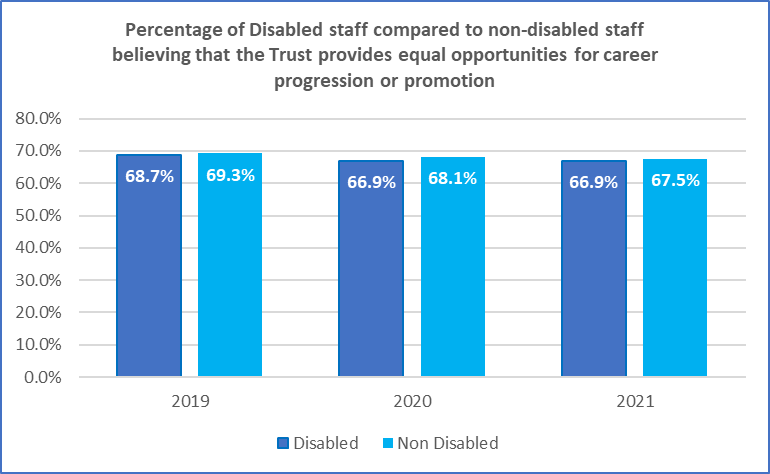 Percentage of Disabled staff compared to non-disabled staff
believing that the Trust provides equal opportunities for career
progression or promotion
80.0%
70.0%
60.0%
50.0%
40.0%
30.0%
20.0%
10.0%
0.0%
68.7% 69.3% 66.9% 68.1% 66.9% 67.5%
2019 2020 2021
Disabled Non Disabled